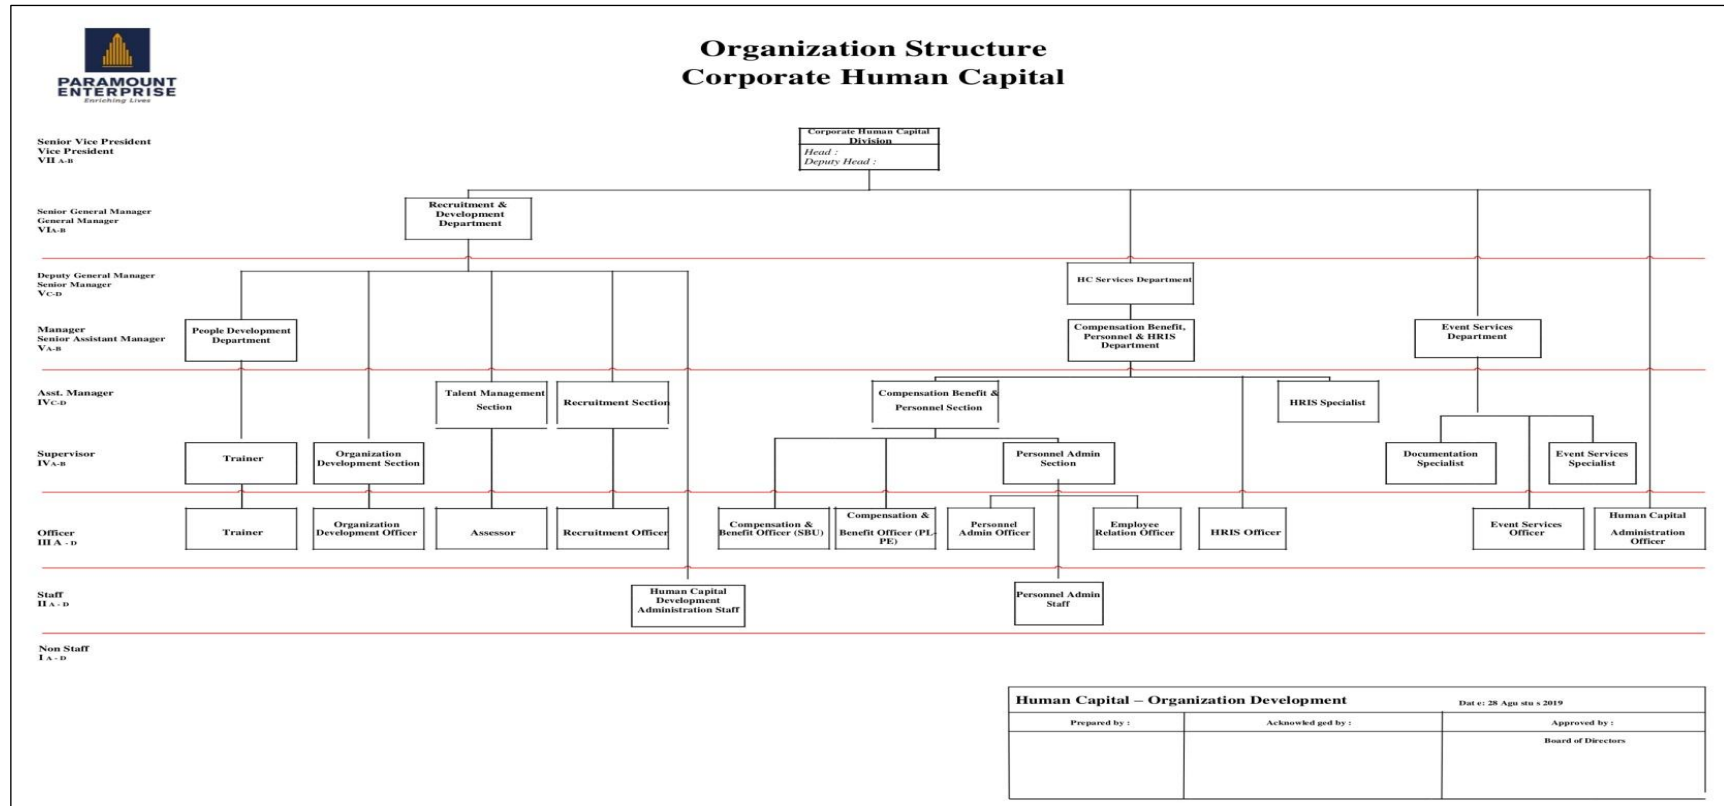 PARAMOUNT
ENTERPRISE
Enriching Lives
Organization Structure
Corporate Human Capital
Senior Vice President
Vice President
VII A-B
Corporate Human Capital
Division
Head :
Deputy Head :
Senior General Manager
General Manager
VIA-B
Recruitment &
Development
Department
Deputy General Manager
Senior Manager
VC-D
HC Services Department
Manager
Senior Assistant Manager
VA-B
People Development
Department
Compensation Benefit,
Personnel & HRIS
Department
Event Services
Department
Asst. Manager
IVC-D
Talent Management
Section
Recruitment Section
Compensation Benefit &
Personnel Section
HRIS Specialist
Supervisor
IVA-B
Trainer
Organization
Development Section
Personnel Admin
Section
Documentation
Specialist
Event Services
Specialist
Officer
III A - D
Trainer
Organization
Development Officer
Assessor
Recruitment Officer
Compensation &
Benefit Officer (SBU)
Compensation &
Benefit Officer (PL-
PE)
Personnel
Admin Officer
Employee
Relation Officer
HRIS Officer
Event Services
Officer
Human Capital
Administration
Officer
Staff
II A - D
Human Capital
Development
Administration Staff
Personnel Admin
Staff
Non Staff
I A - D
Human Capital – Organization Development
Dat e: 28 Agu stu s 2019
Prepared by :
Acknowled ged by :
Approved by :
Board of Directors